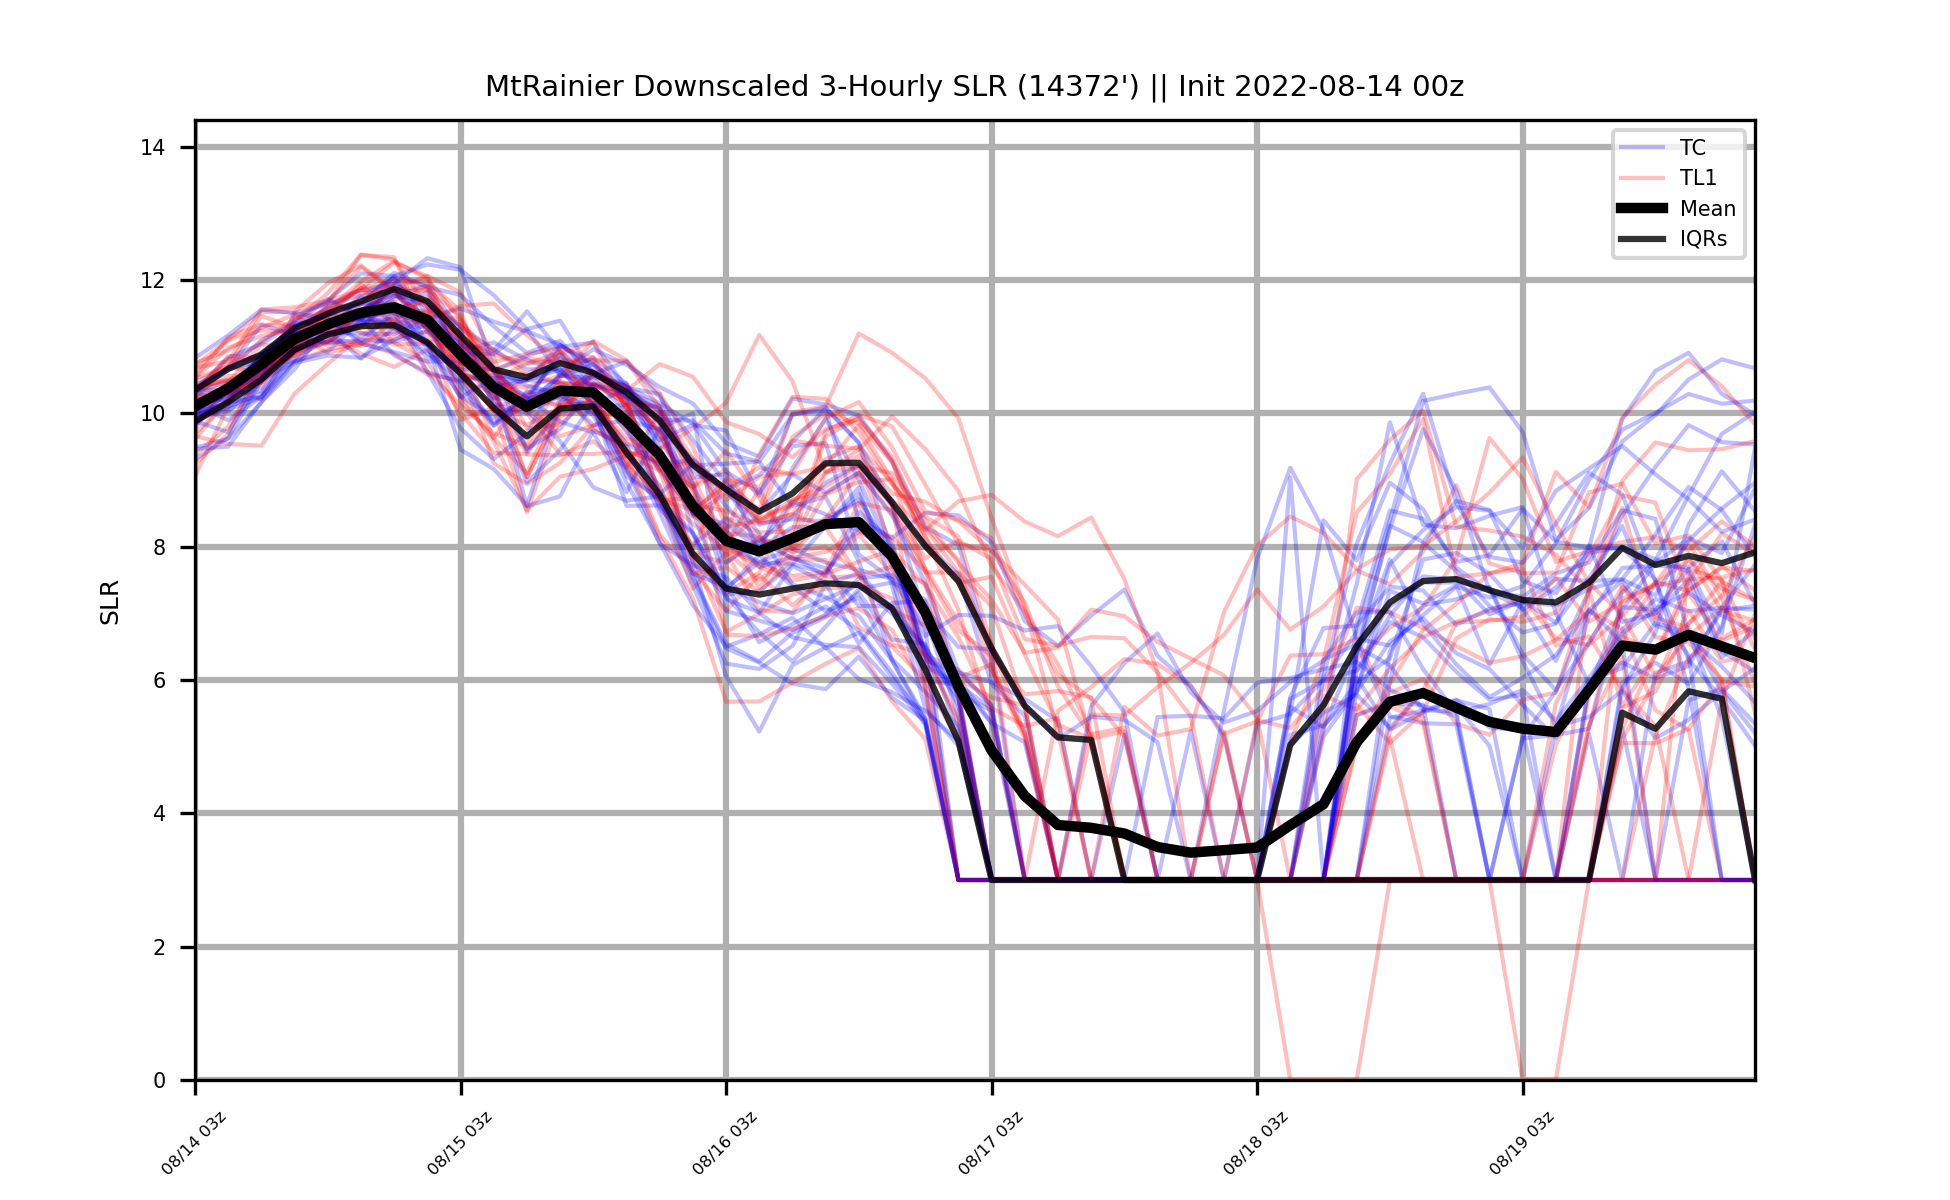 MtRainier Downscaled 3-Hourly SLR (14372') || Init 2022-08-14 00z
TC
TL1
Mean
IQRs
SLR
14
12
10
8
6
4
2
0
08/14 03z
08/15 03z
08/16 03z
08/17 03z
08/18 03z
08/19 03z